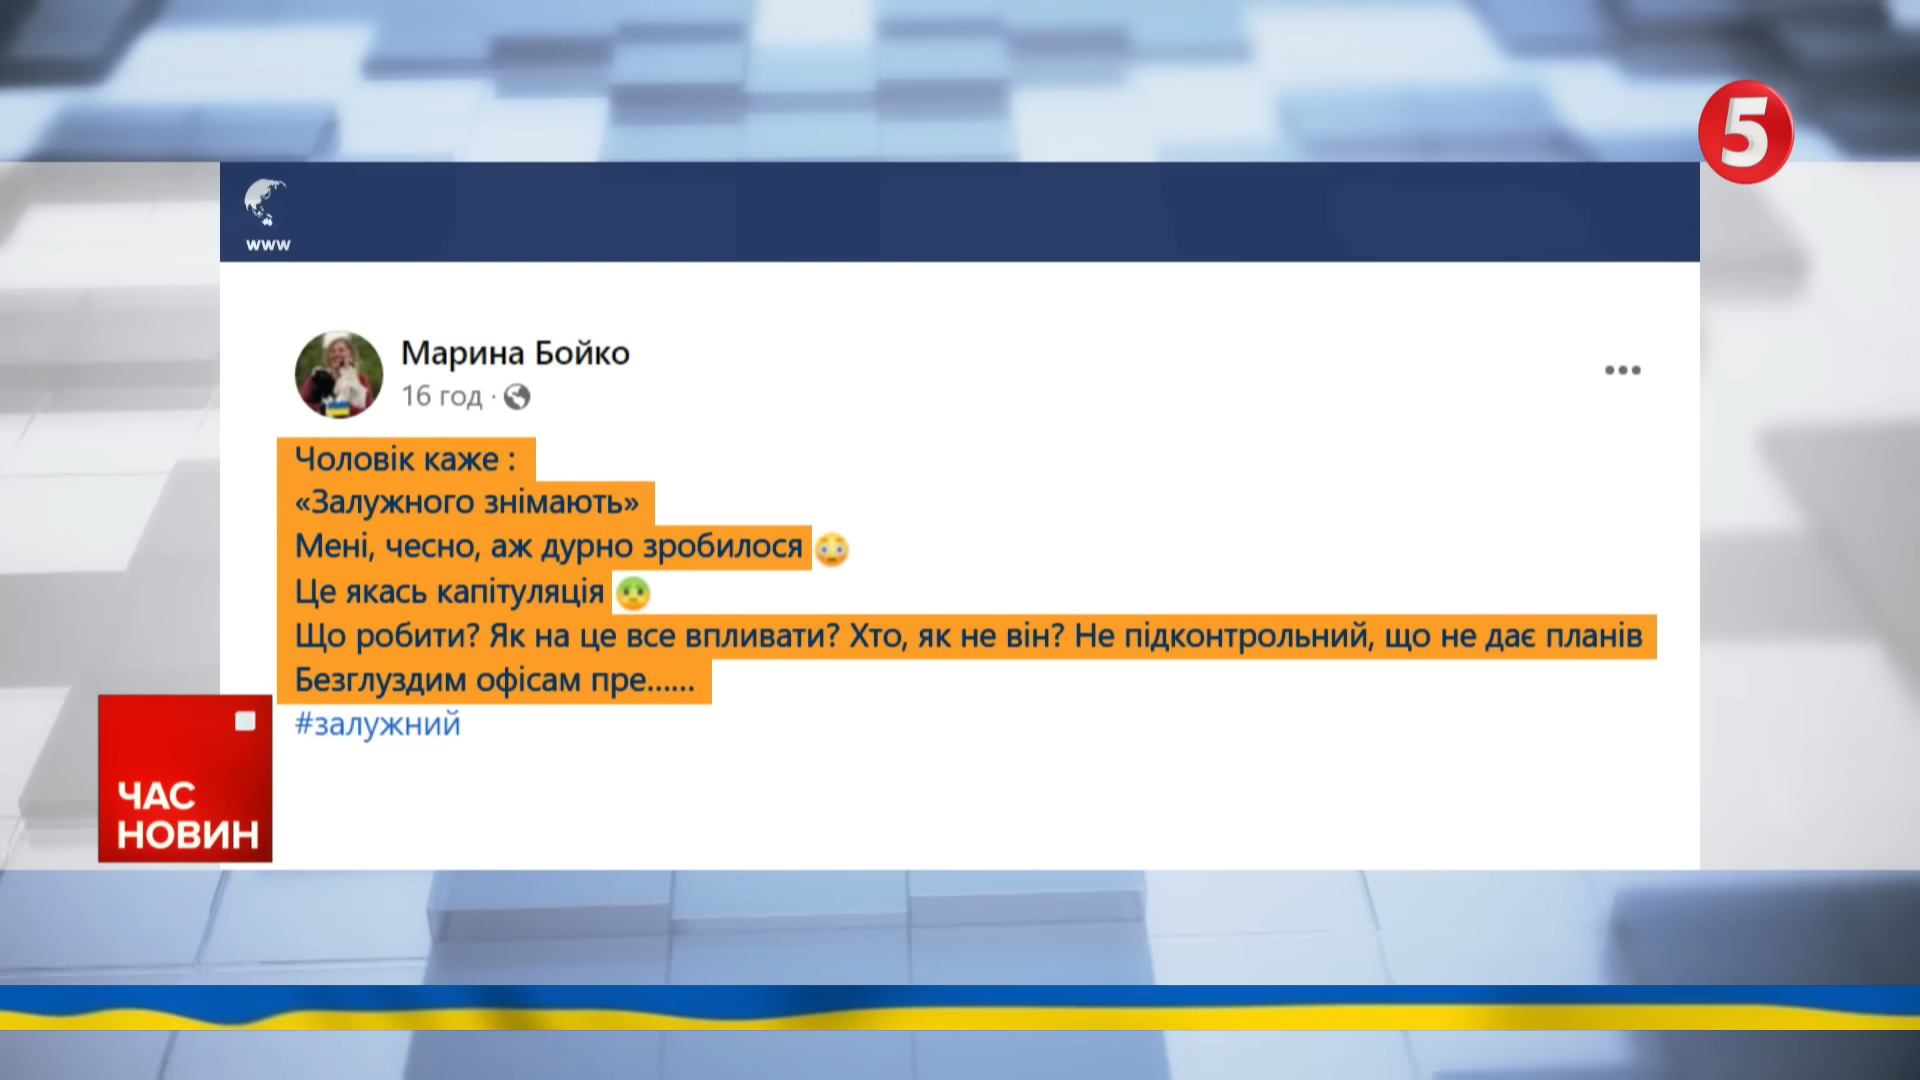 5
www
Марина Бойко
16 год ·
Чоловік каже :
«Залужного знімають»
Мені, чесно, аж дурно зробилося 😳
Це якась капітуляція 🤢
Що робити? Як на це все впливати? Хто, як не він? Не підконтрольний, що не дає планів
Безглуздим офісам пре......
#залужний
ЧАС
НОВИН